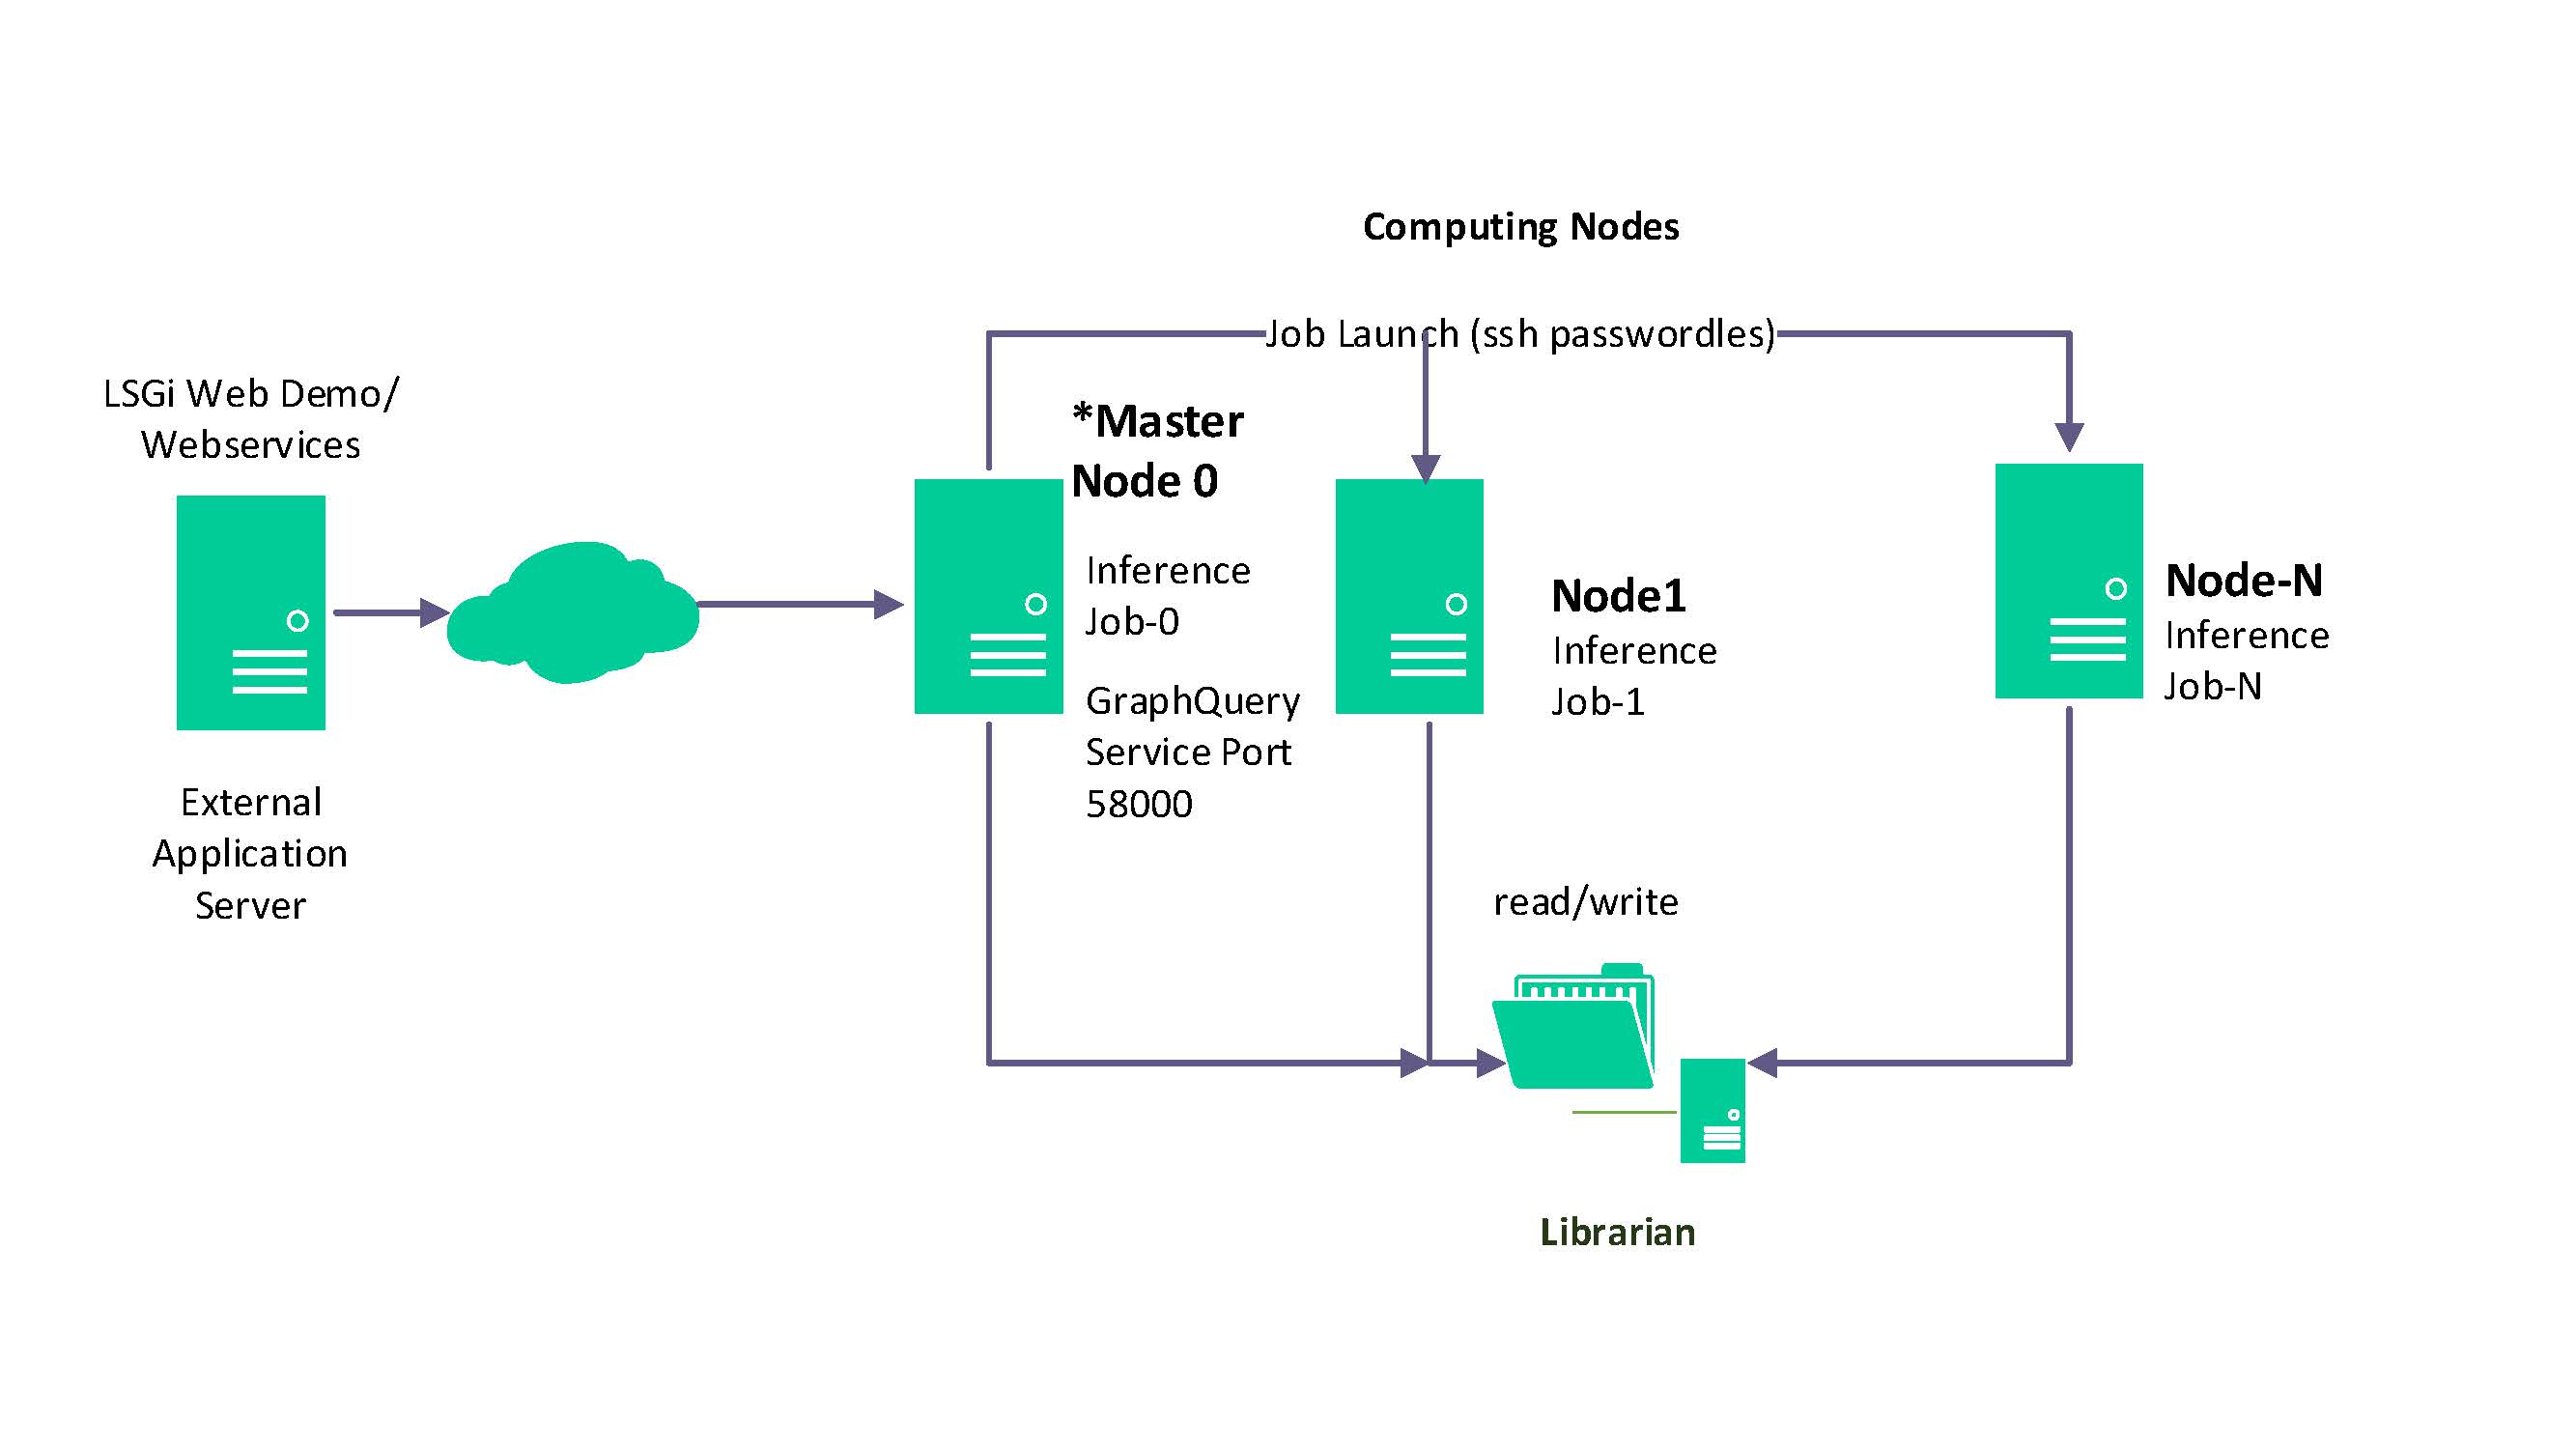 Computing Nodes
Job Launch (ssh passwordles)
LSGi Web Demo/
Webservices
External
Application
Server
*Master
Node 0
Inference
Job-0
GraphQuery
Service Port
58000
Node1
Inference
Job-1
Node-N
Inference
Job-N
read/write
Librarian